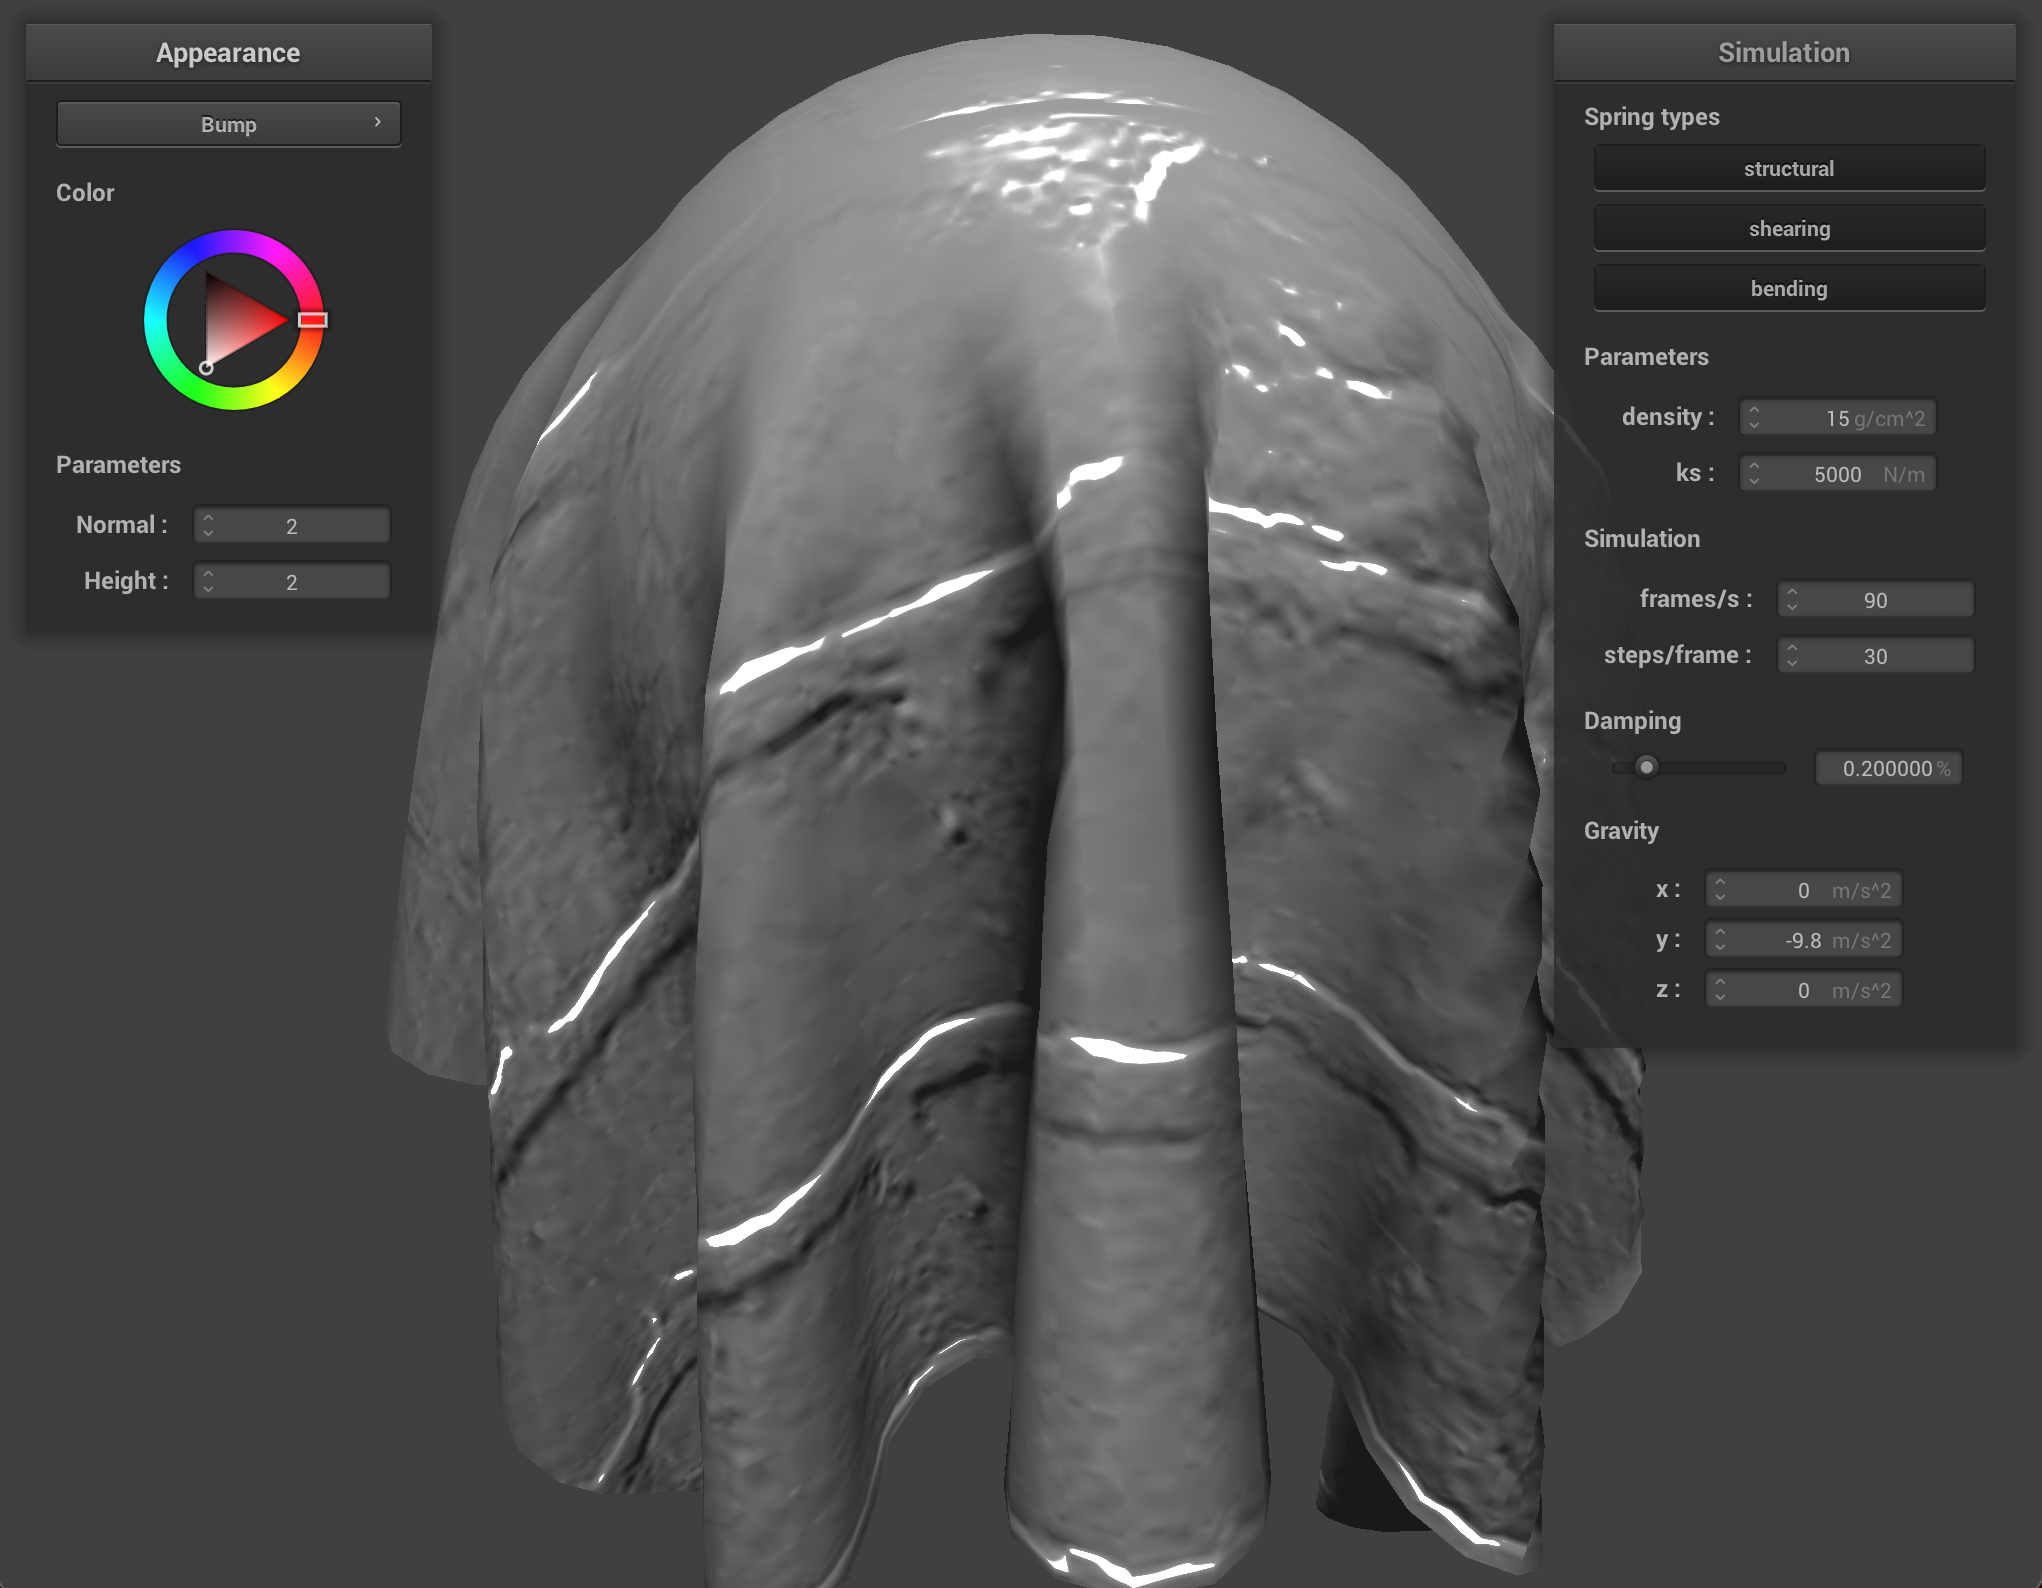 Appearance
Bump
Color
Parameters
Normal : 2
Height : 2
Simulation
Spring types
structural
shearing
bending
Parameters
density : 15 g/cm^2
ks : 5000 N/m
Simulation
frames/s : 90
steps/frame : 30
Damping
0.200000 %
Gravity
x : 0 m/s^2
y : -9.8 m/s^2
z : 0 m/s^2